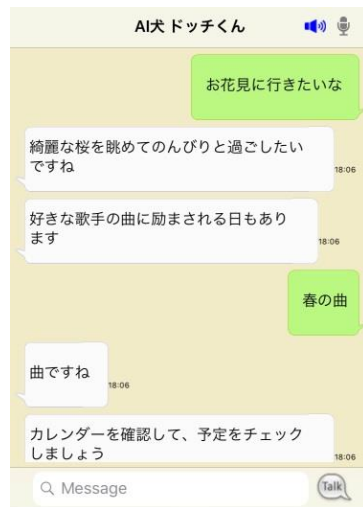 AI犬 ドッチくん
お花見に行きたいな
綺麗な桜を眺めてのんびりと過ごしたい
ですね
18:06
好きな歌手の曲に励まされる日もあり
ます
18:06
春の曲
曲ですね
18:06
カレンダーを確認して、予定をチェック
しましょう
18:06
Message
Talk